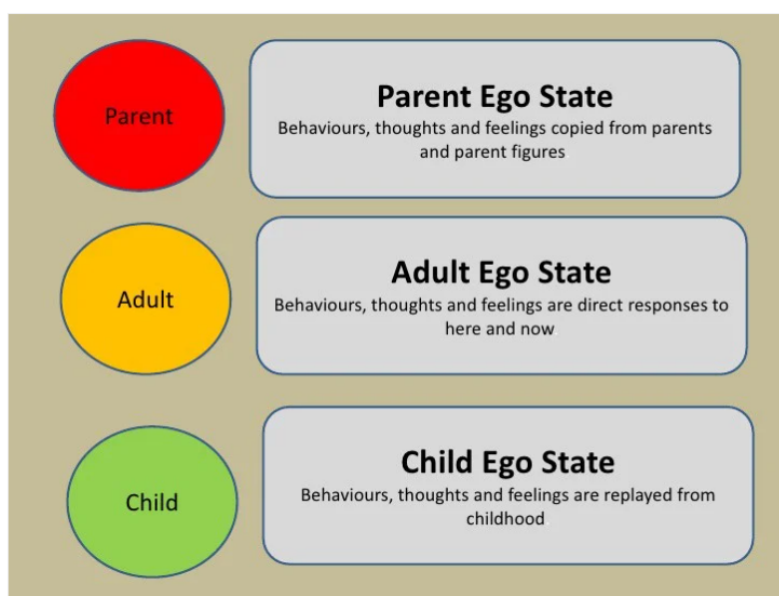 Parent
Parent Ego State
Behaviours, thoughts and feelings copied from parents
and parent figures
Adult
Adult Ego State
Behaviours, thoughts and feelings are direct responses to
here and now
Child
Child Ego State
Behaviours, thoughts and feelings are replayed from
childhood